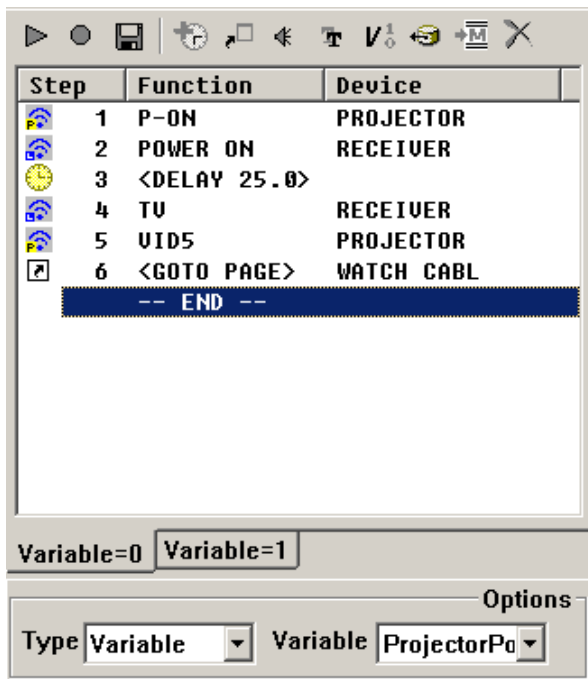 Step Function Device
1 P-ON PROJECTOR
2 POWER ON RECEIVER
3 <DELAY 25.0>
4 TV RECEIVER
5 VID5 PROJECTOR
6 <GOTO PAGE> WATCH CABL
-- END --
Variable=0 Variable=1
Options
Type Variable Variable ProjectorPo